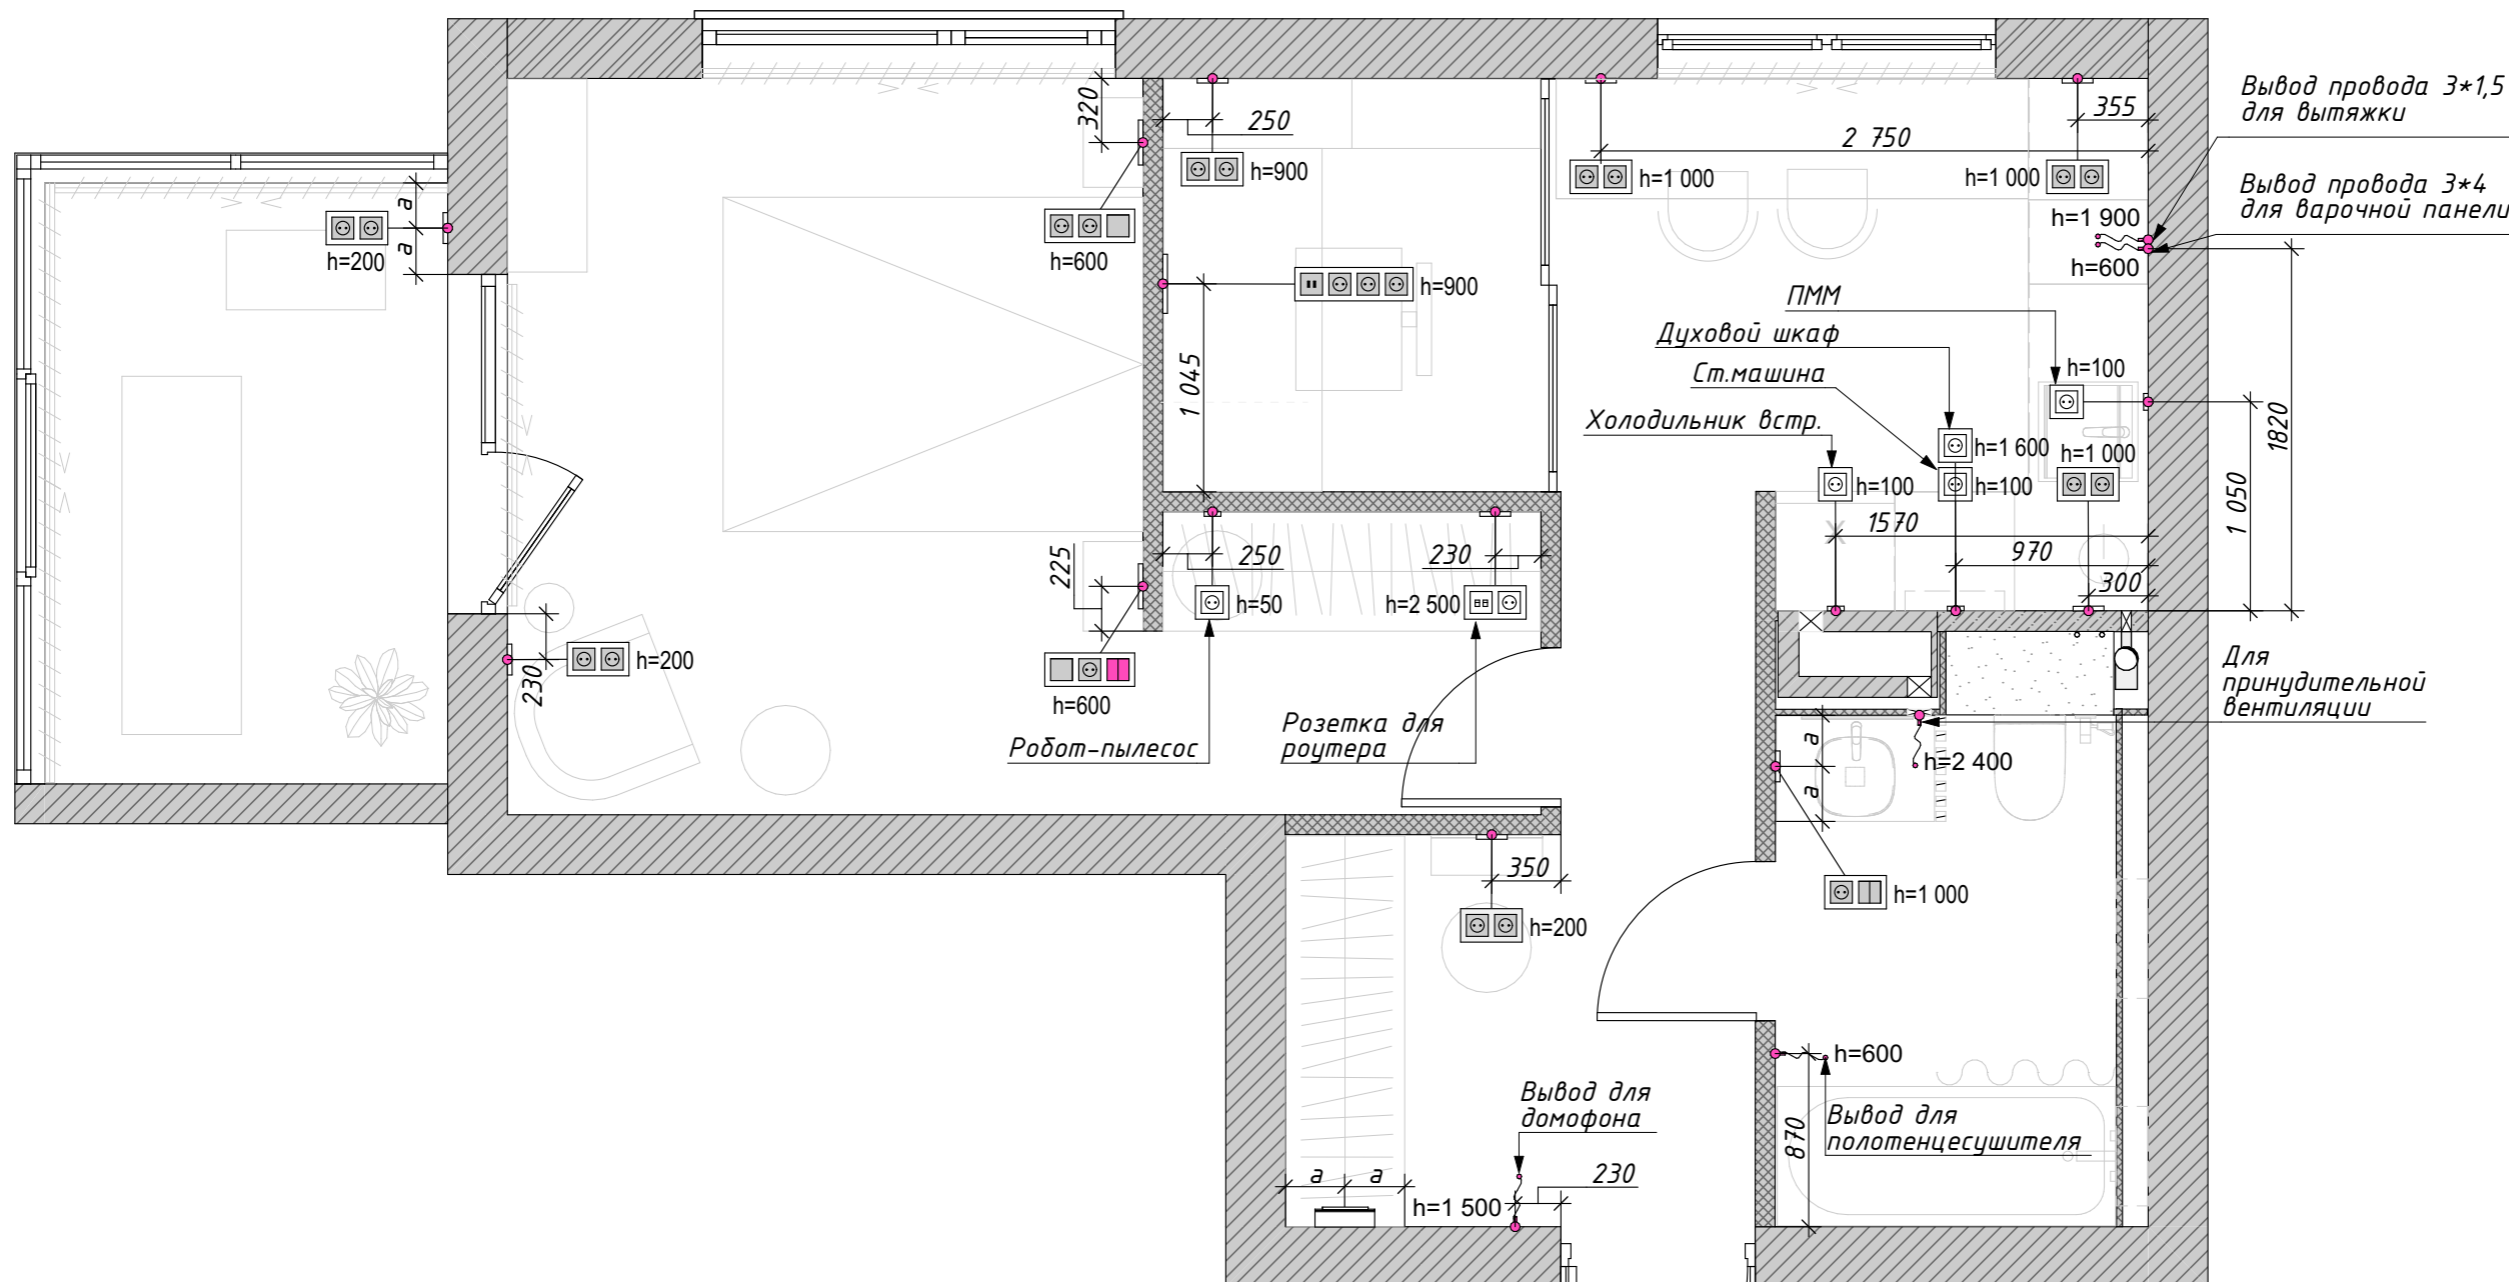 Вывод провода 3*1,5
для вытяжки
320
250
2 750
355
h=900
h=1 000
h=1 000
Вывод провода 3*4
для варочной панели
a
a
h=200
h=600
h=1 900
h=600
h=900
ПММ
Духовой шкаф
h=100
1 045
Ст.машина
1820
Холодильник встр.
h=1 600
h=1 000
h=100
h=100
1 050
1570
225
250
230
970
300
h=50
h=2 500
230
h=200
h=600
Для
принудительной
вентиляции
Робот-пылесос
Розетка для
роутера
a
h=2 400
a
350
h=1 000
h=200
h=600
Вывод для
домофона
Вывод для
полотенцесушителя
870
a
a
230
h=1 500